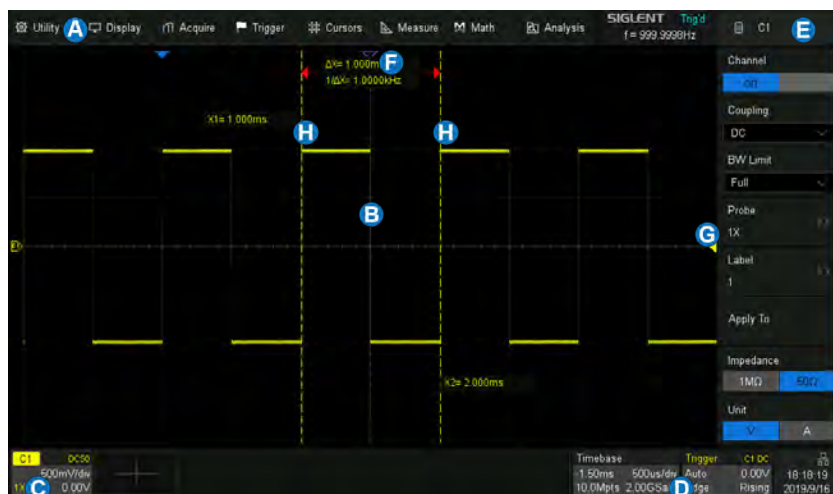 Utility A Display Acquire Trigger Cursors Measure Math Analysis
SIGLENT Trig'd
f = 999.9998Hz
C1 E
ΔX= 1.000m F
1/ΔX= 1.0000kHz
X1= 1.000ms
H H
B
G
X2= 2.000ms
Channel
on
Coupling
DC
BW Limit
Full
Probe
1X
Label
1
Apply To
Impedance
1MΩ 50Ω
Unit
V A
C1 DC50
500mV/div
1X C 0.00V
Timebase
-1.50ms 500us/div
10.0Mpts 2.00GSa D
Trigger C1 DC
Auto 0.00V
dge Rising
18:18:19
2019/9/16